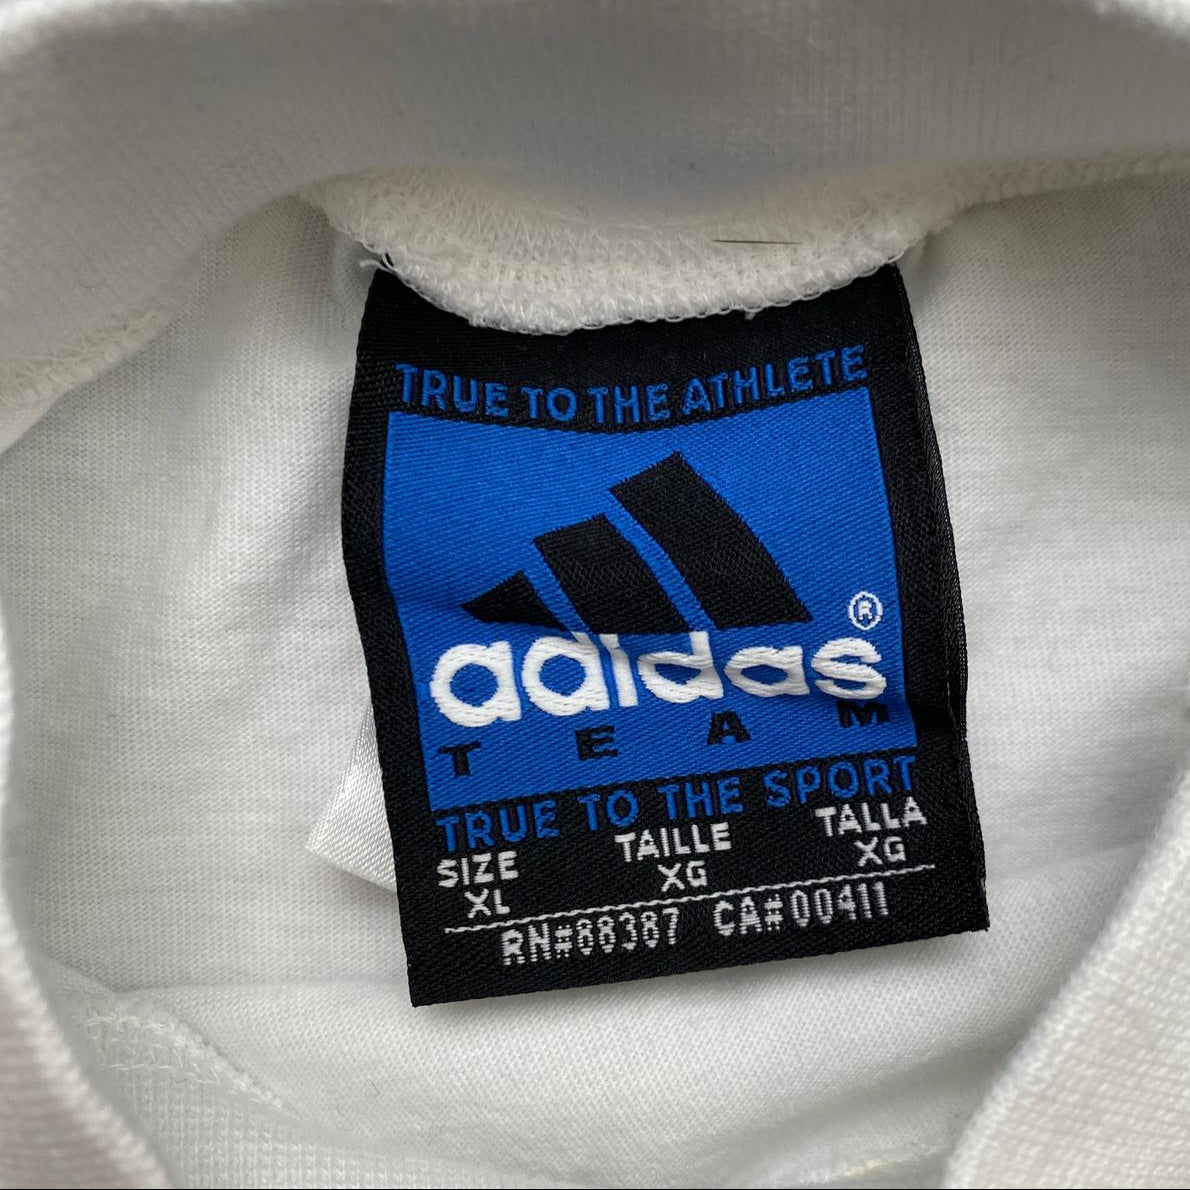 TRUE TO THE ATHLETE
adidas®
TEAM
TRUE TO THE SPORT
SIZE TAILLE TALLA
XL XG XG
RN#88387 CA#00411